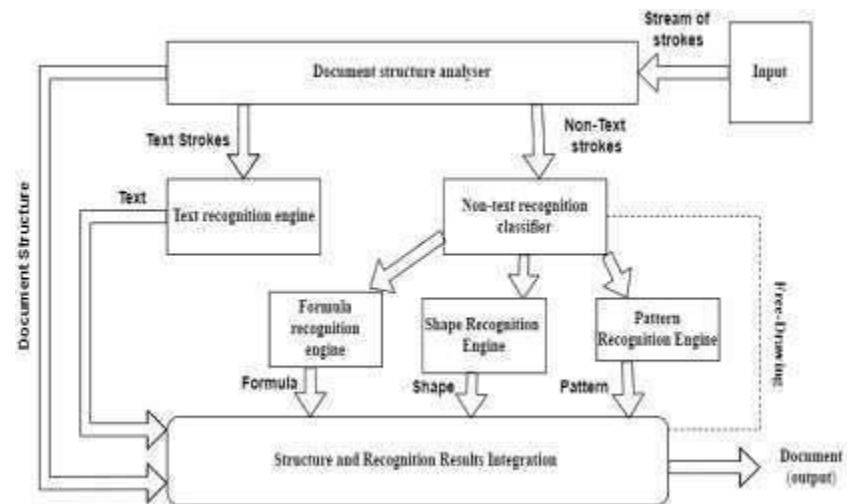 Stream of
strokes
Document structure analyser
Input
Text Strokes
Non-Text
strokes
Text
Text recognition engine
Non-text recognition
classifier
Document Structure
Free-Drawing
Formula
recognition
engine
Shape Recognition
Engine
Pattern
Recognition Engine
Formula
Shape
Pattern
Structure and Recognition Results Integration
Document
(output)